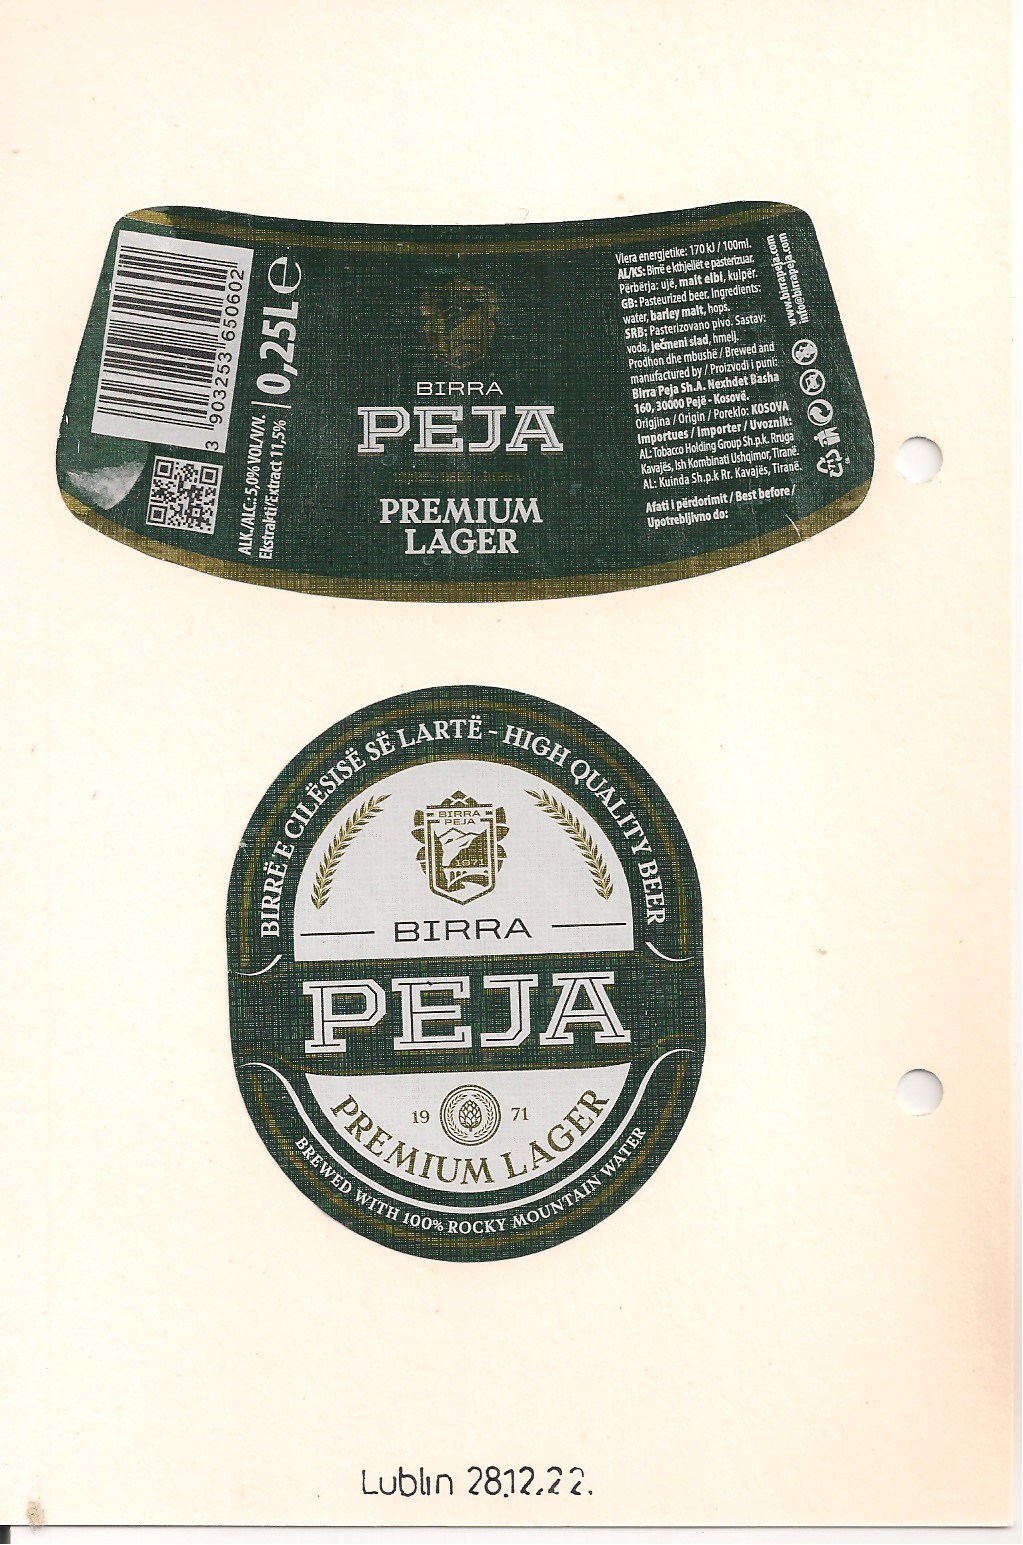 3 903253 650602
ALK./ALC.:5,0% VOL./V/V.
Ekstrakti/Extract 11,5%
0,25L e
BIRRA
PEJA
PREMIUM
LAGER
Vlera energjetike: 170 kJ / 100ml.
AL/KS: Birrë e kthjellët e pasterizuar.
Përbërja: ujë, malt elbi, kulpër.
GB: Pasteurized beer. Ingredients:
water, barley malt, hops.
SRB: Pasterizovano pivo. Sastav:
voda, ječmeni slad, hmelj.
Prodhon dhe mbushë / Brewed and
manufactured by / Proizvodi i puni:
Birra Peja Sh.A. Nexhdet Basha
160, 30000 Pejë - Kosovë.
Origjina / Origin / Poreklo: KOSOVA
Importues / Importer / Uvoznik:
AL: Tobacco Holding Group Sh.p.k. Rruga
Kavajës, Ish Kombinati Ushqimor, Tiranë.
AL: Kuinda Sh.p.k Rr. Kavajës, Tiranë.
Afati i përdorimit / Best before /
Upotrebljivno do:
www.birrapeja.com
info@birrapeja.com
BIRRË E CILËSISË SË LARTË - HIGH QUALITY BEER
BIRRA
PEJA
1971
BIRRA
PEJA
19 71
PREMIUM LAGER
BREWED WITH 100% ROCKY MOUNTAIN WATER
Lublin 28.12.22.